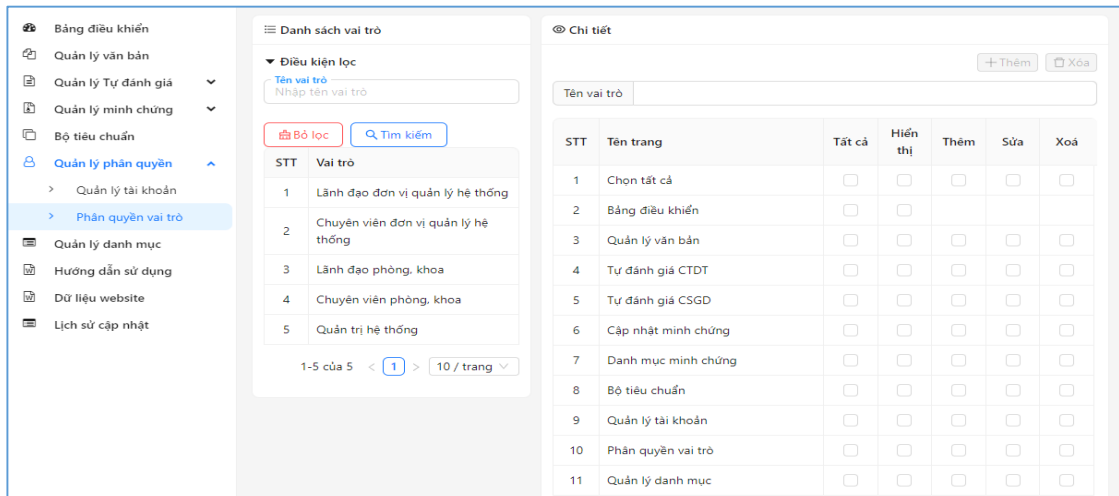 Bảng điều khiển
Quản lý văn bản
Quản lý Tự đánh giá
Quản lý minh chứng
Bộ tiêu chuẩn
Quản lý phân quyền
Quản lý tài khoản
Phân quyền vai trò
Quản lý danh mục
Hướng dẫn sử dụng
Dữ liệu website
Lịch sử cập nhật
Danh sách vai trò
Điều kiện lọc
Tên vai trò
Nhập tên vai trò
Bỏ lọc Tìm kiếm
STT Vai trò
1 Lãnh đạo đơn vị quản lý hệ thống
2 Chuyên viên đơn vị quản lý hệ
thống
3 Lãnh đạo phòng, khoa
4 Chuyên viên phòng, khoa
5 Quản trị hệ thống
1-5 của 5 < 1 > 10 / trang
Chi tiết
Thêm Xóa
Tên vai trò
STT Tên trang Tất cả Hiển thị Thêm Sửa Xoá
1 Chọn tất cả
2 Bảng điều khiển
3 Quản lý văn bản
4 Tự đánh giá CTDT
5 Tự đánh giá CSGD
6 Cập nhật minh chứng
7 Danh mục minh chứng
8 Bộ tiêu chuẩn
9 Quản lý tài khoản
10 Phân quyền vai trò
11 Quản lý danh mục